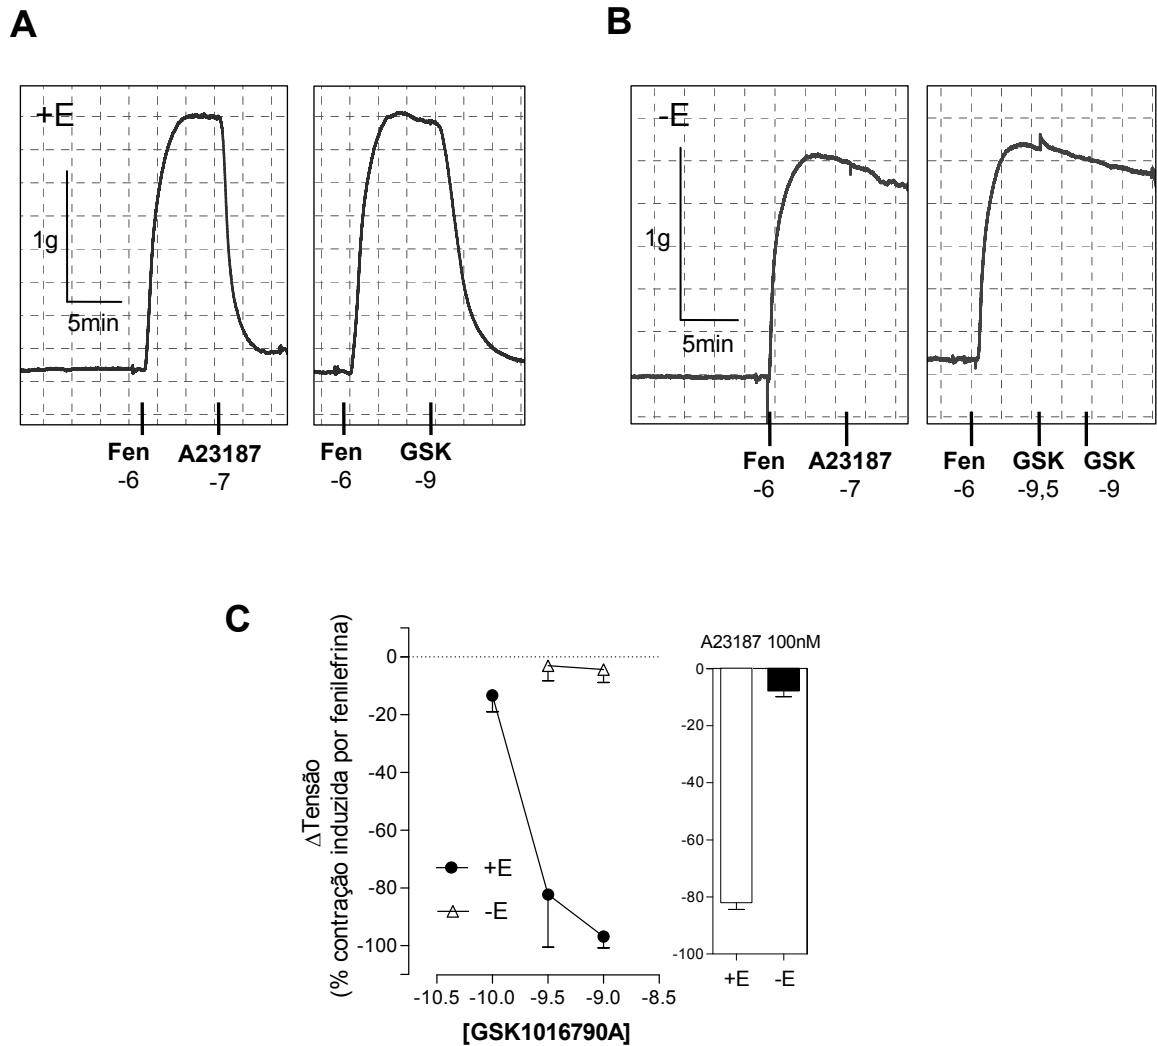 A
B
+E
1g
5min
Fen
-6
A23187
-7
Fen
-6
GSK
-9
-E
1g
5min
Fen
-6
A23187
-7
Fen
-6
GSK
-9,5
GSK
-9
C
ΔTensão
(% contração induzida por fenilefrina)
0
-20
-40
-60
-80
-100
+E
-E
-10.5 -10.0 -9.5 -9.0 -8.5
[GSK1016790A]
A23187 100nM
0
-20
-40
-60
-80
-100
+E -E